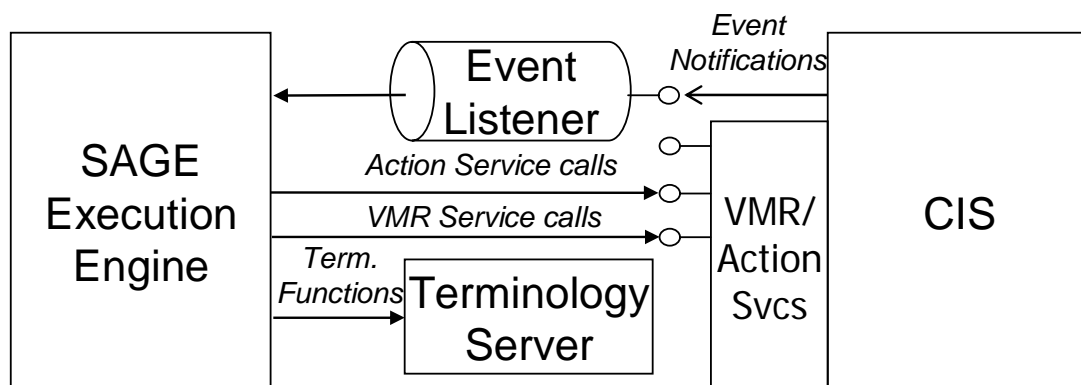 Event
Notifications
Event
Listener
SAGE
Execution
Engine
Action Service calls
VMR Service calls
Term.
Functions
Terminology
Server
VMR/
Action
Svcs
CIS